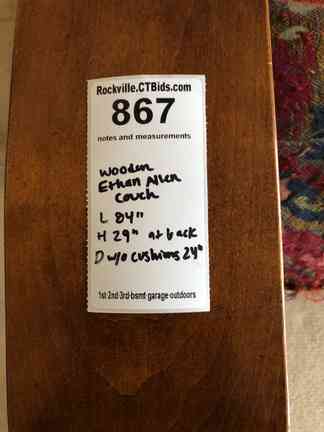 Rockville.CTBids.com
867
notes and measurements
Wooden
Ethan Allen
Couch
L 84"
H 29" at back
D w/o cushions 24"
1st-2nd-3rd-bsmt-garage-outdoors